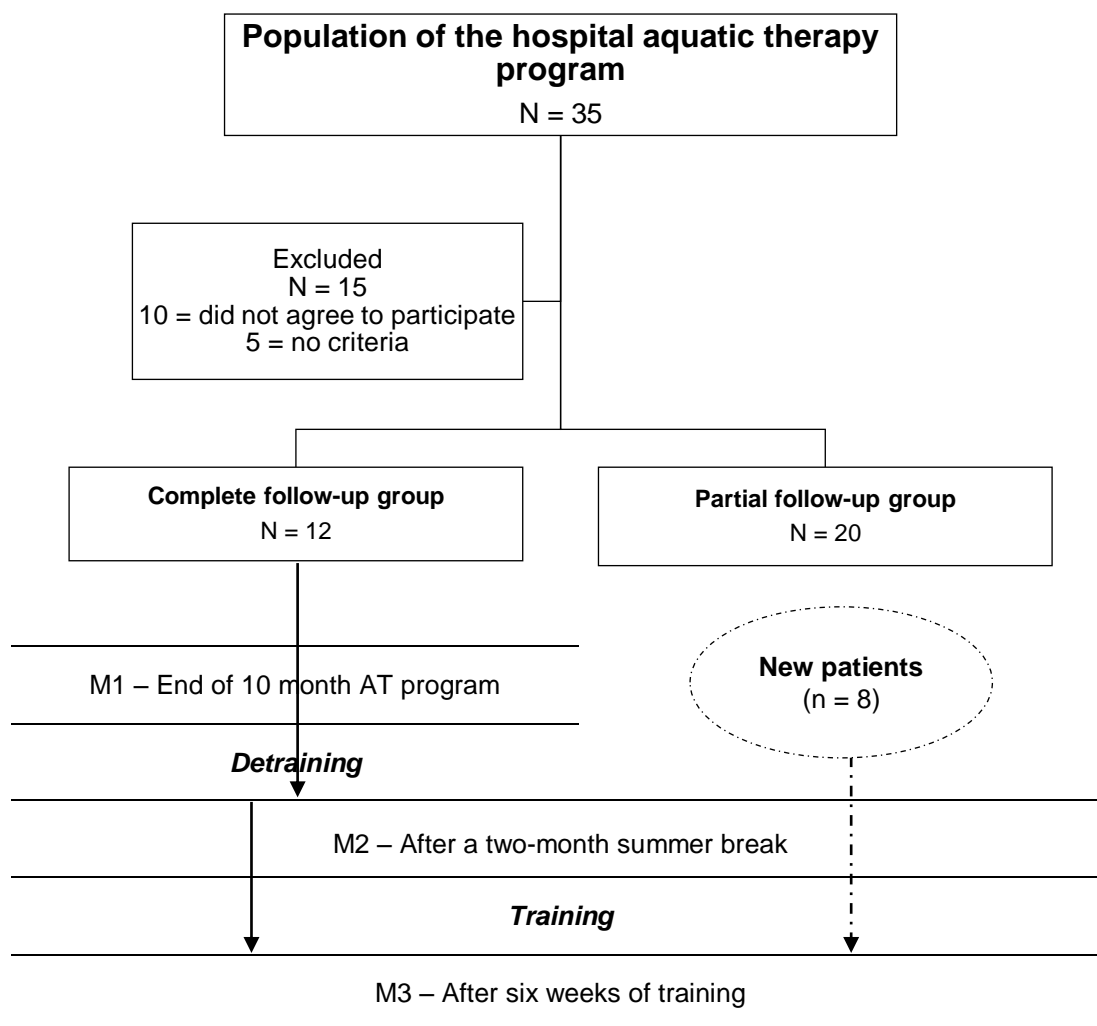 Population of the hospital aquatic therapy
program
N = 35
Excluded
N = 15
10 = did not agree to participate
5 = no criteria
Complete follow-up group
N = 12
Partial follow-up group
N = 20
New patients
(n = 8)
M1 – End of 10 month AT program
Detraining
M2 – After a two-month summer break
Training
M3 – After six weeks of training